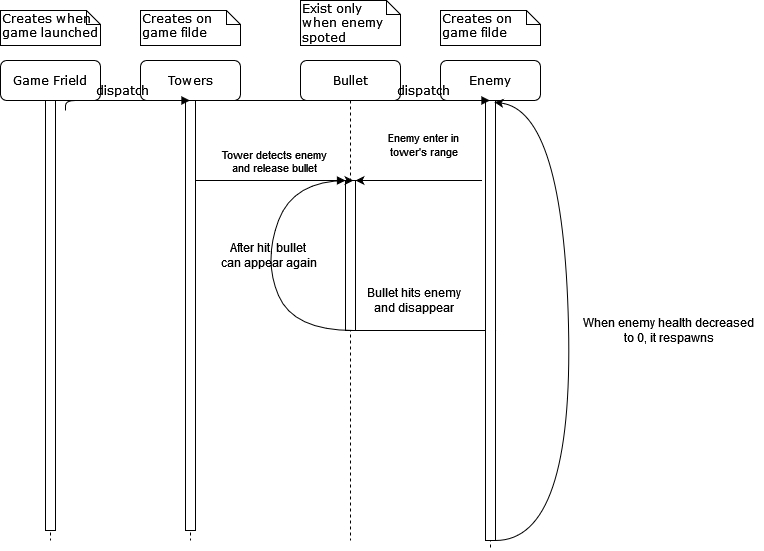 Creates when
game launched
Creates on
game filde
Exist only
when enemy
spoted
Creates on
game filde
Game Frield
Towers
Bullet
Enemy
dispatch
dispatch
Enemy enter in
tower's range
Tower detects enemy
and release bullet
After hit, bullet
can appear again
Bullet hits enemy
and disappear
When enemy health decreased
to 0, it respawns